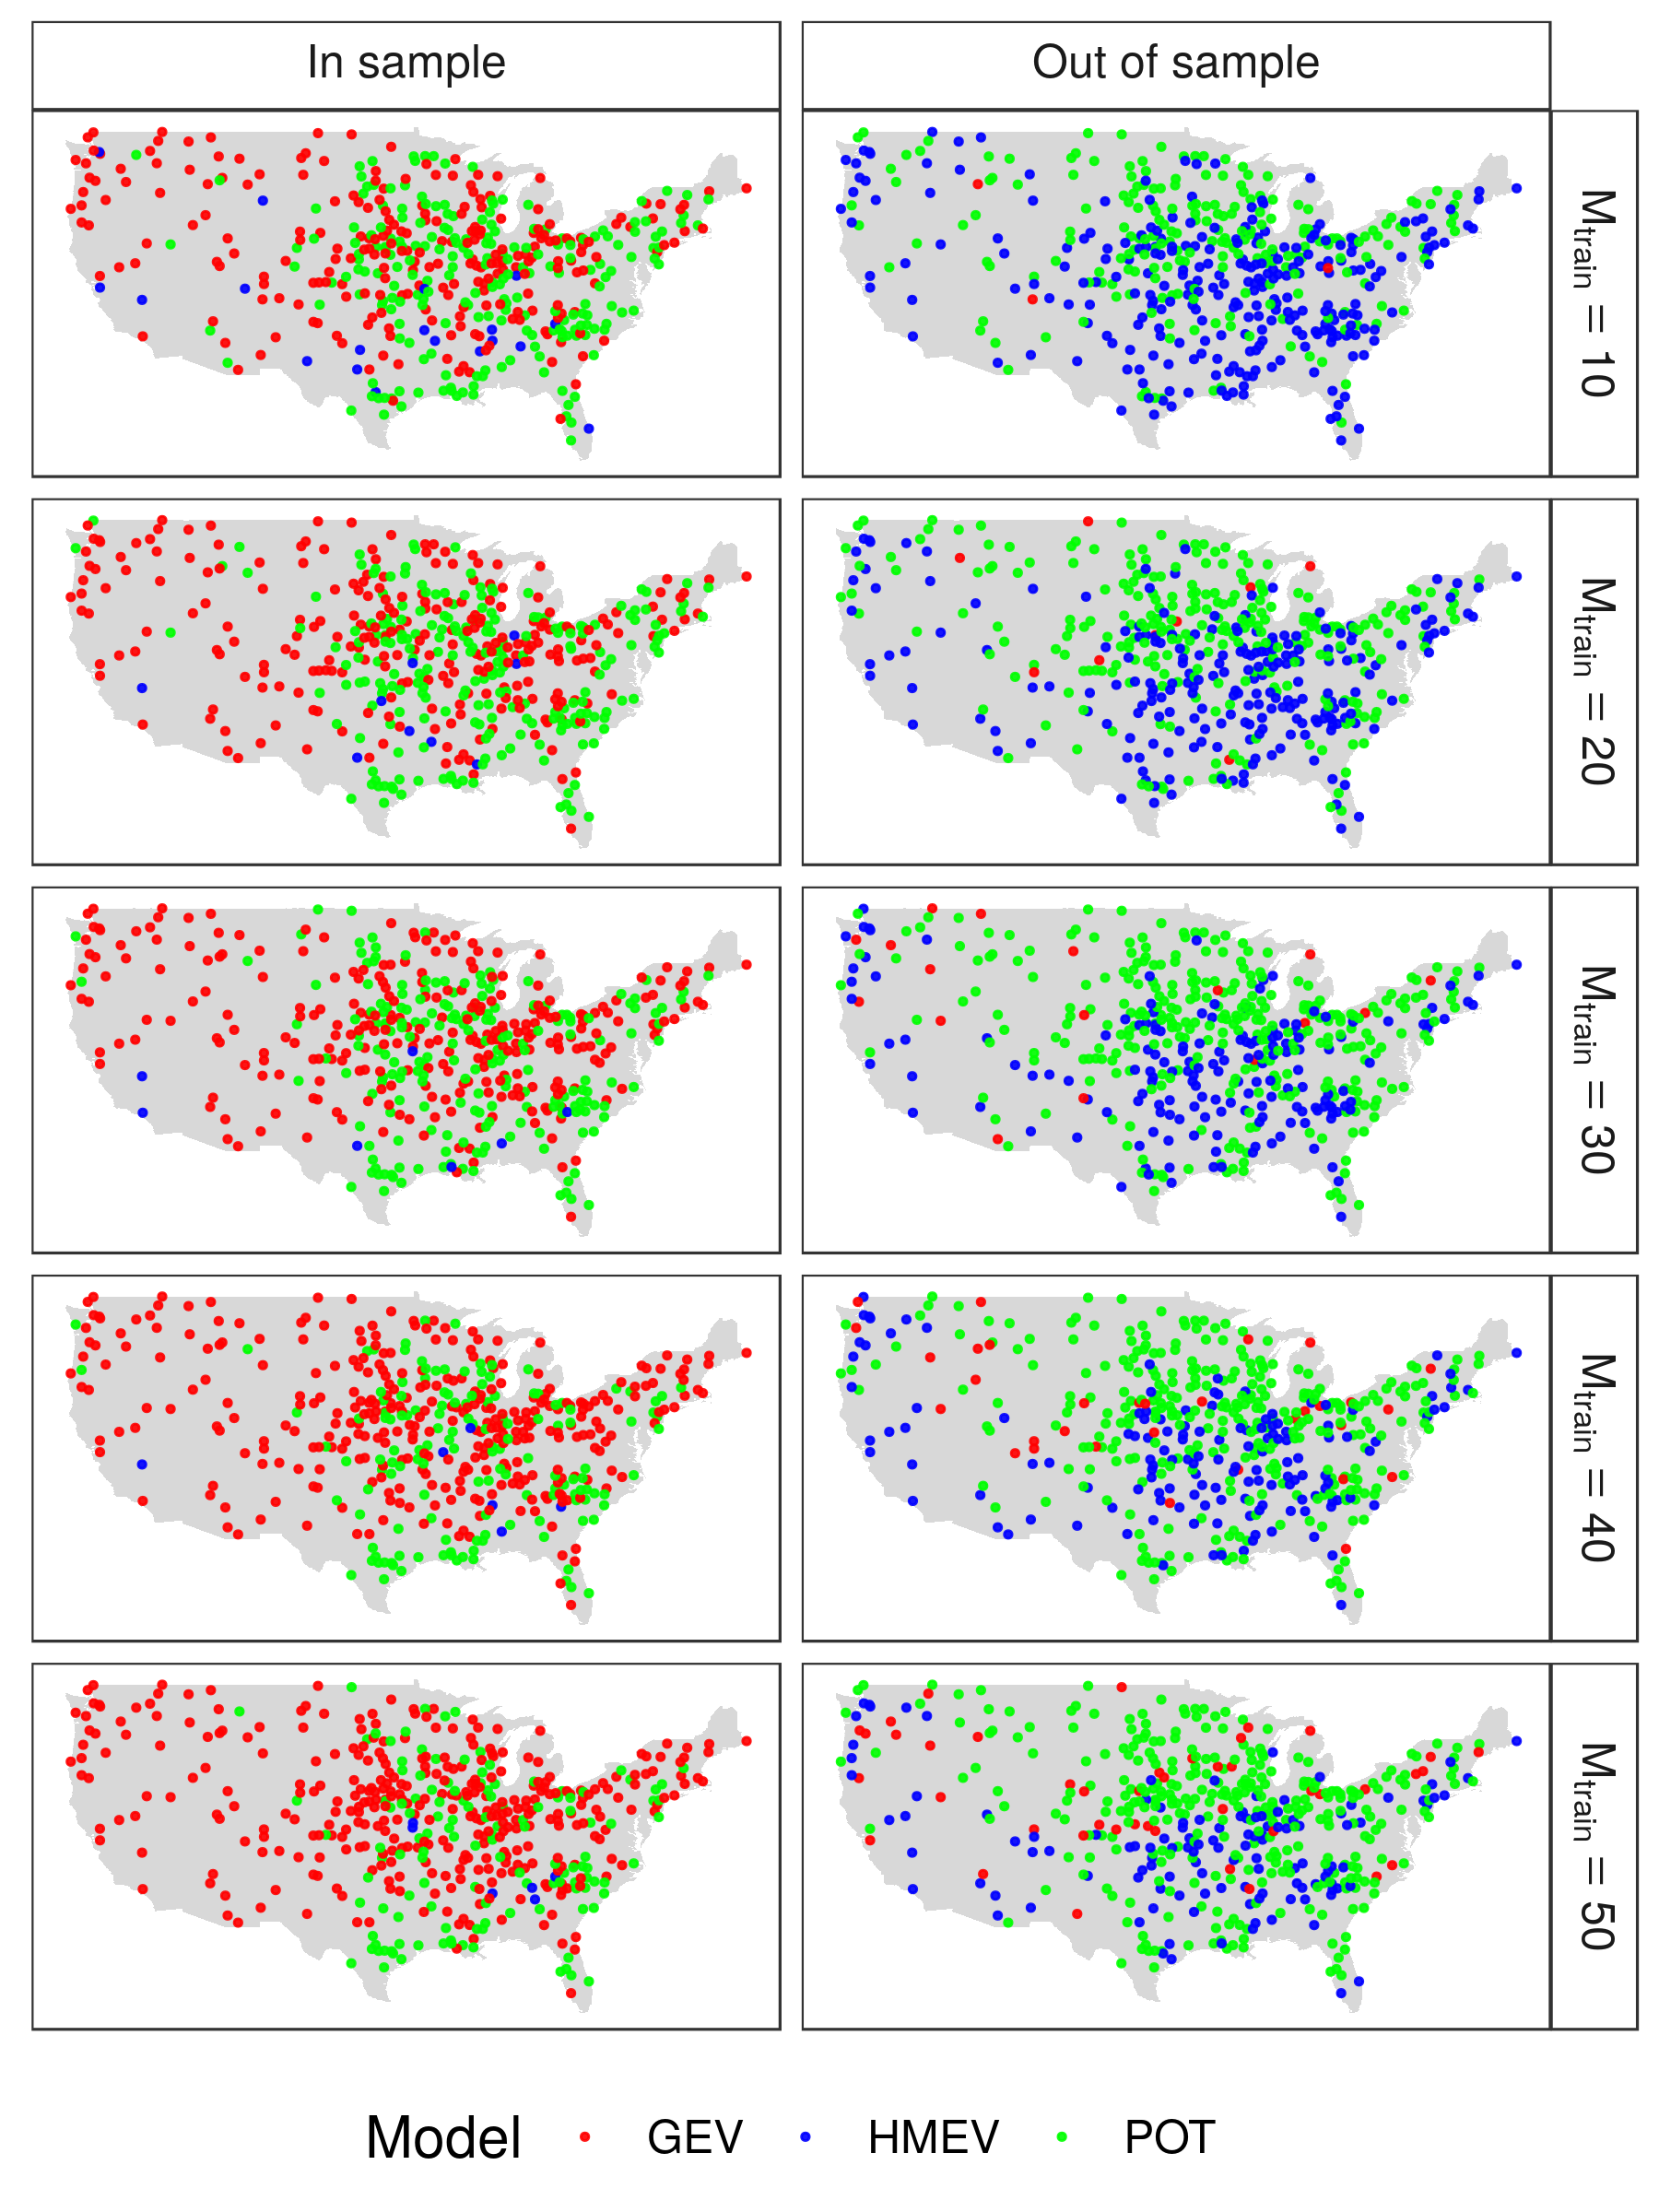 In sample
Out of sample
Mtrain = 10
Mtrain = 20
Mtrain = 30
Mtrain = 40
Mtrain = 50
Model GEV HMEV POT